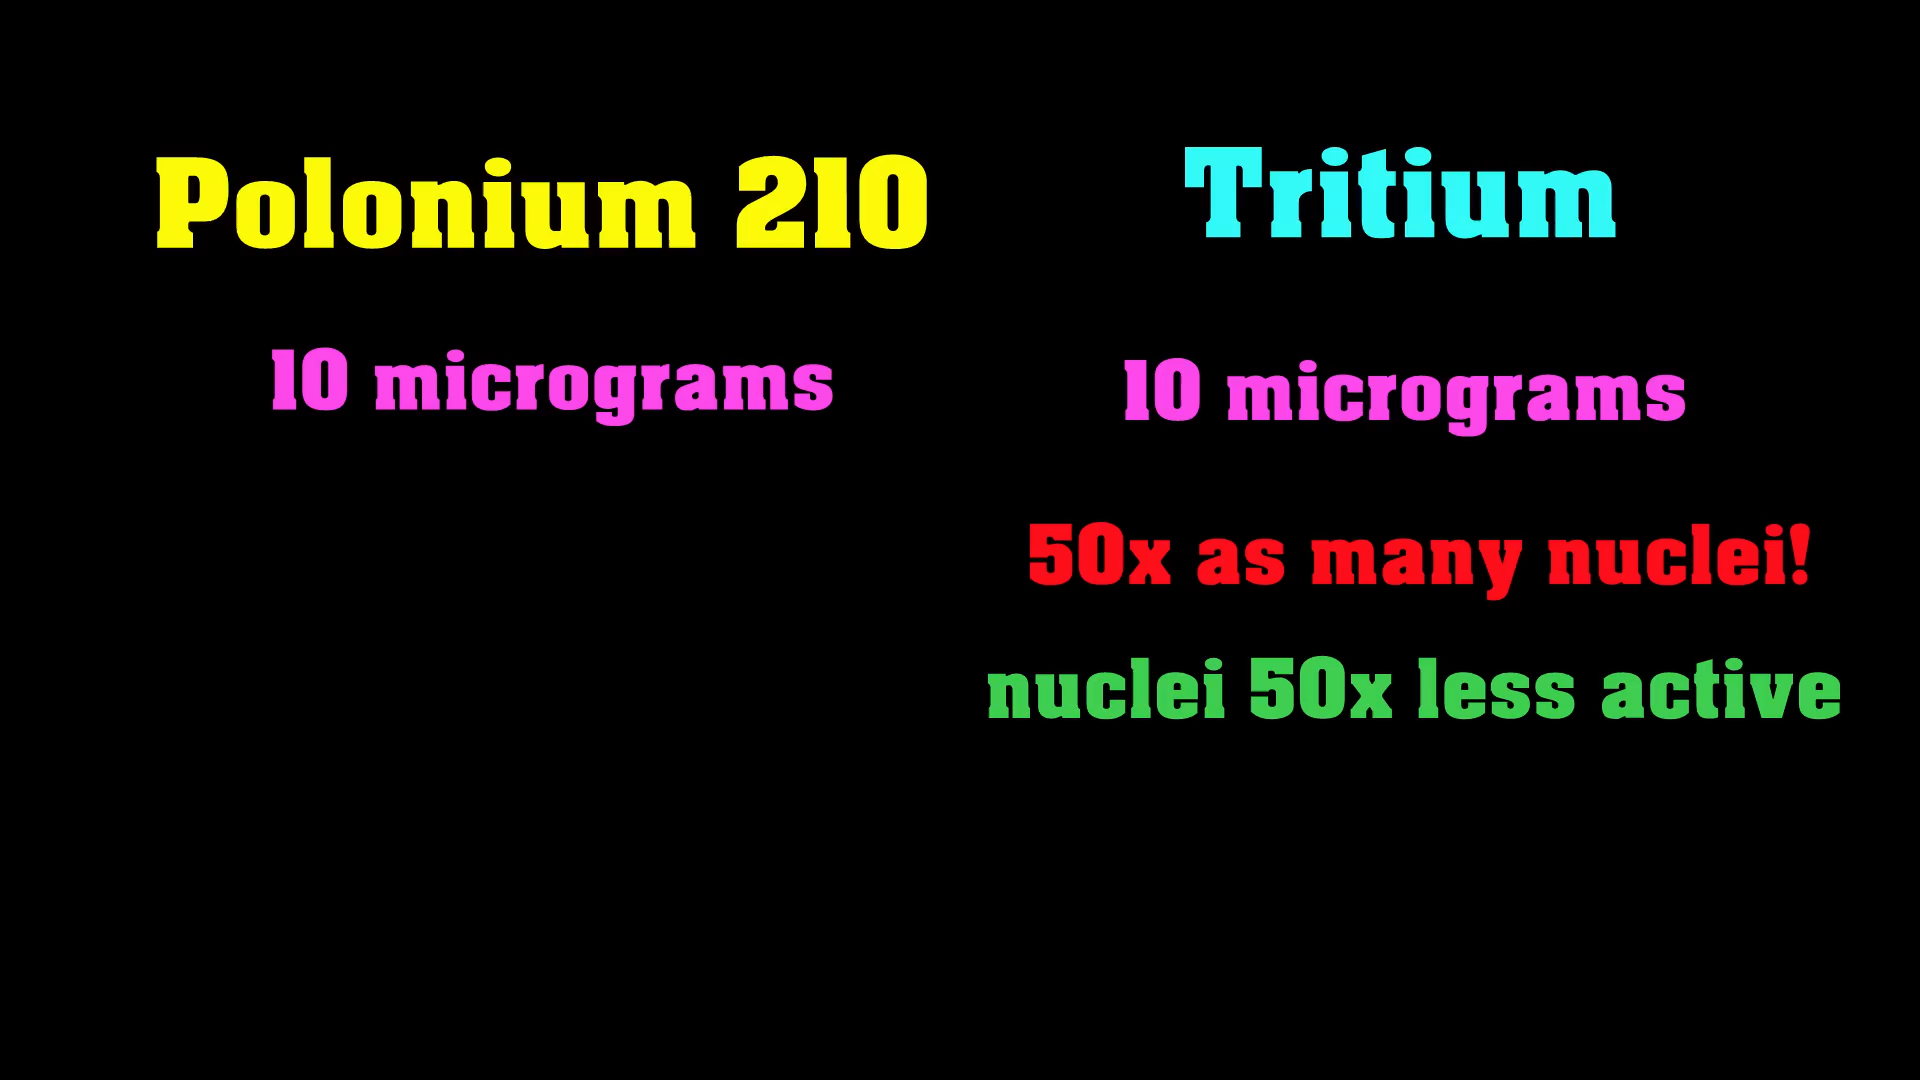 Polonium 210
10 micrograms
Tritium
10 micrograms
50x as many nuclei!
nuclei 50x less active